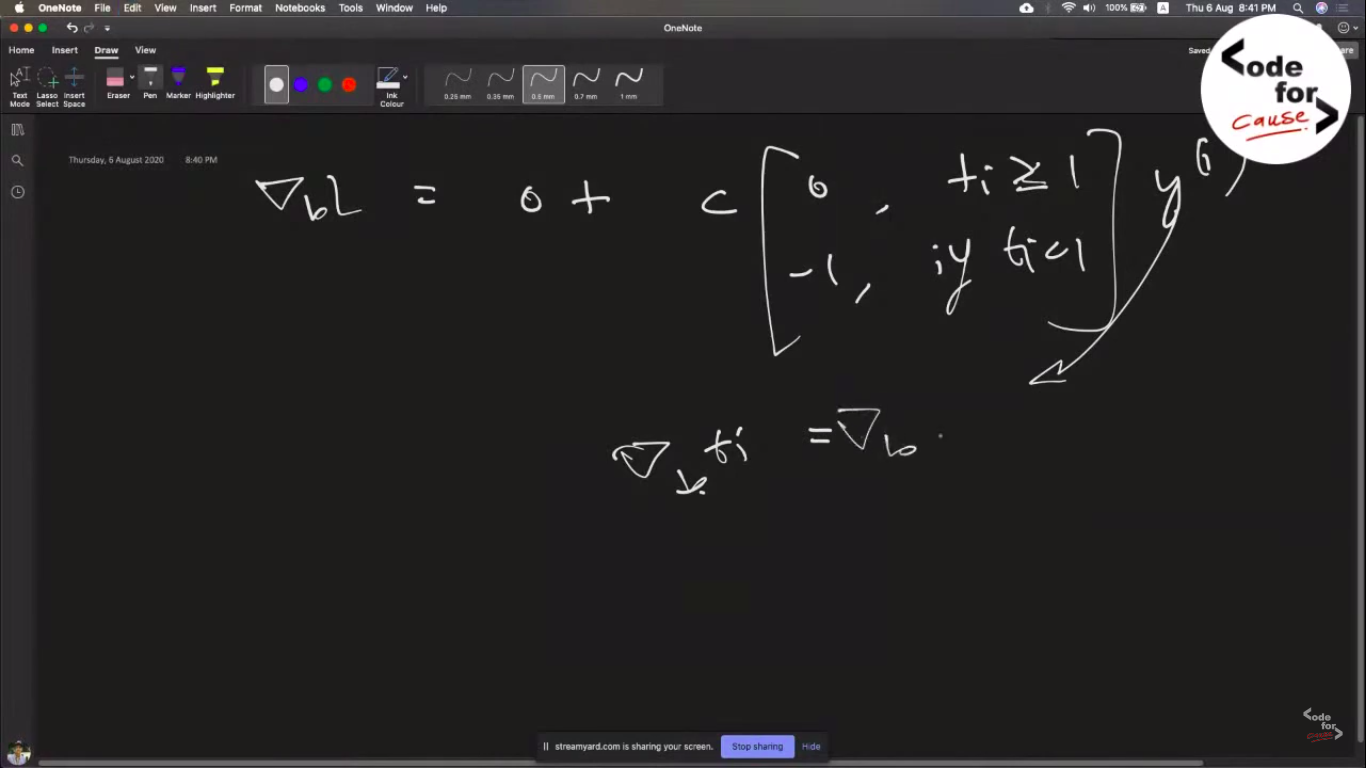 OneNote File Edit View Insert Format Notebooks Tools Window Help 100% A Thu 6 Aug 8:41 PM
OneNote
Home Insert Draw View Saved
Text Mode Lasso Select Insert Space Eraser Pen Marker Highlighter Ink Colour 0.25 mm 0.35 mm 0.5 mm 0.7 mm 1 mm
<ode for cause>
Thursday, 6 August 2020 8:40 PM
∇bL = 0 + C [ 0, ti ≥ 1
-1, if ti < 1 ] y(i)
∇b ti = ∇b
<ode for cause>
streamyard.com is sharing your screen. Stop sharing Hide